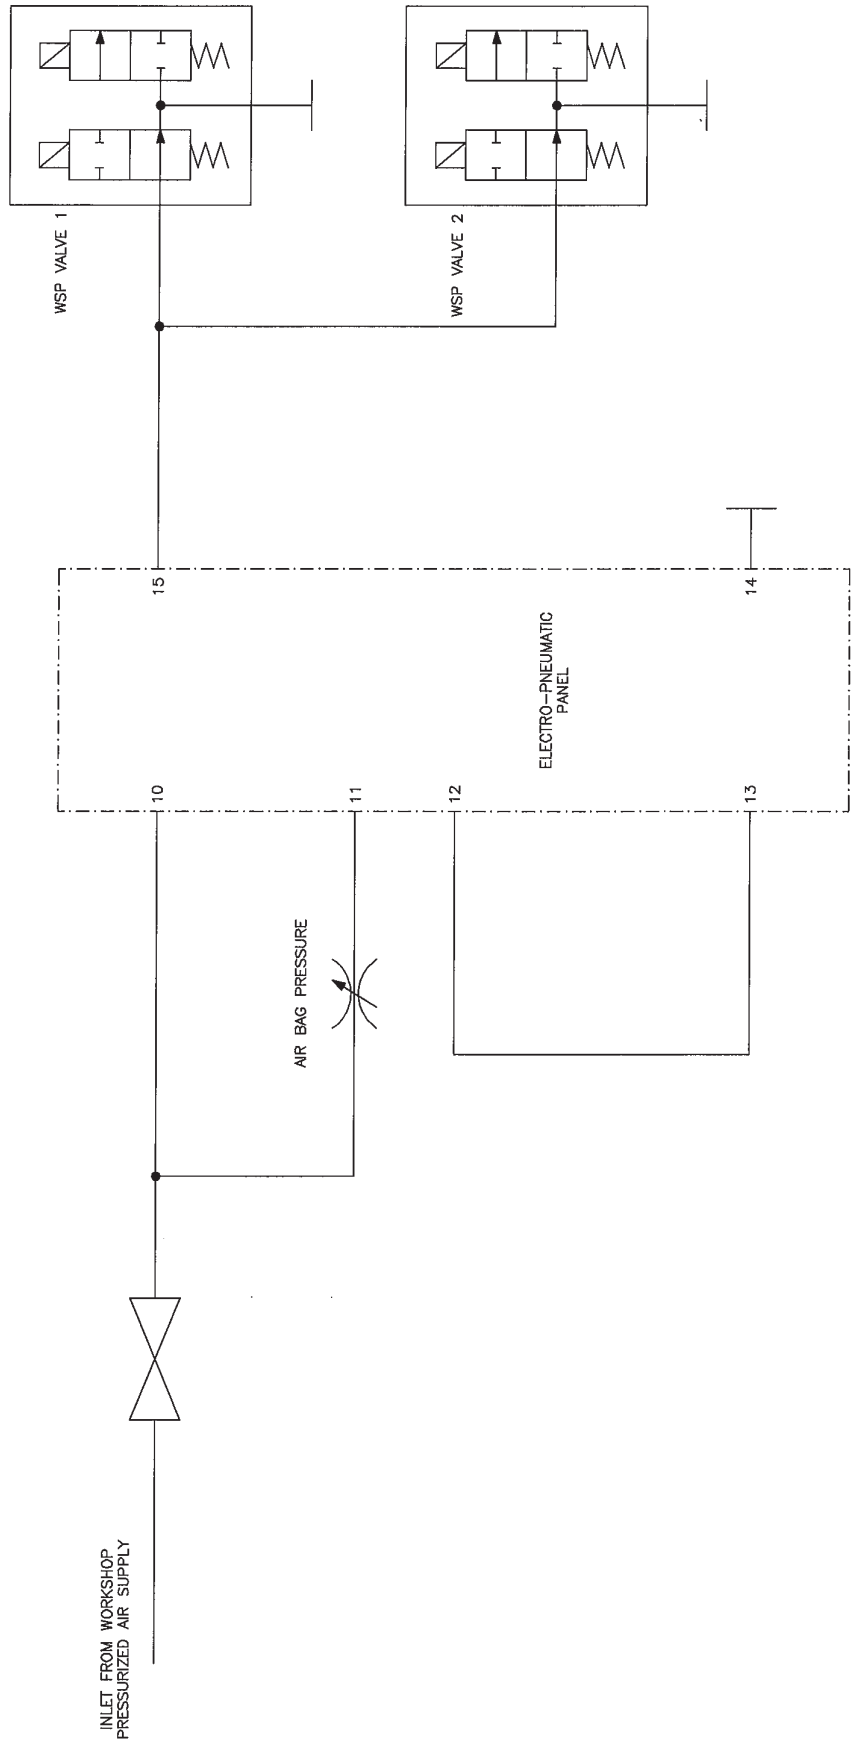 INLET FROM WORKSHOP
PRESSURIZED AIR SUPPLY
AIR BAG PRESSURE
10
11
12
13
ELECTRO-PNEUMATIC
PANEL
15
14
WSP VALVE 1
WSP VALVE 2